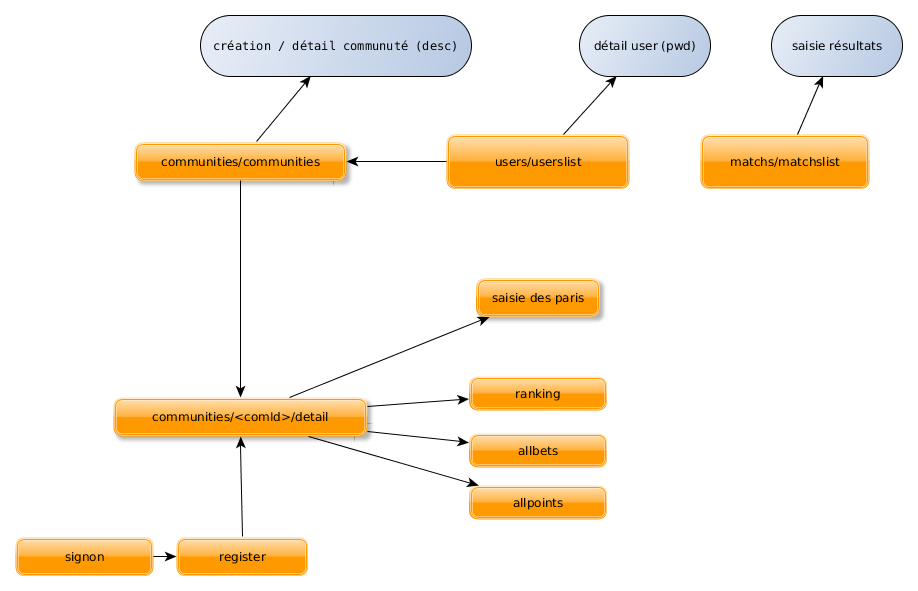 création / détail communuté (desc)
détail user (pwd)
saisie résultats
communities/communities
users/userslist
matchs/matchslist
saisie des paris
ranking
communities/<comId>/detail
allbets
allpoints
signon
register